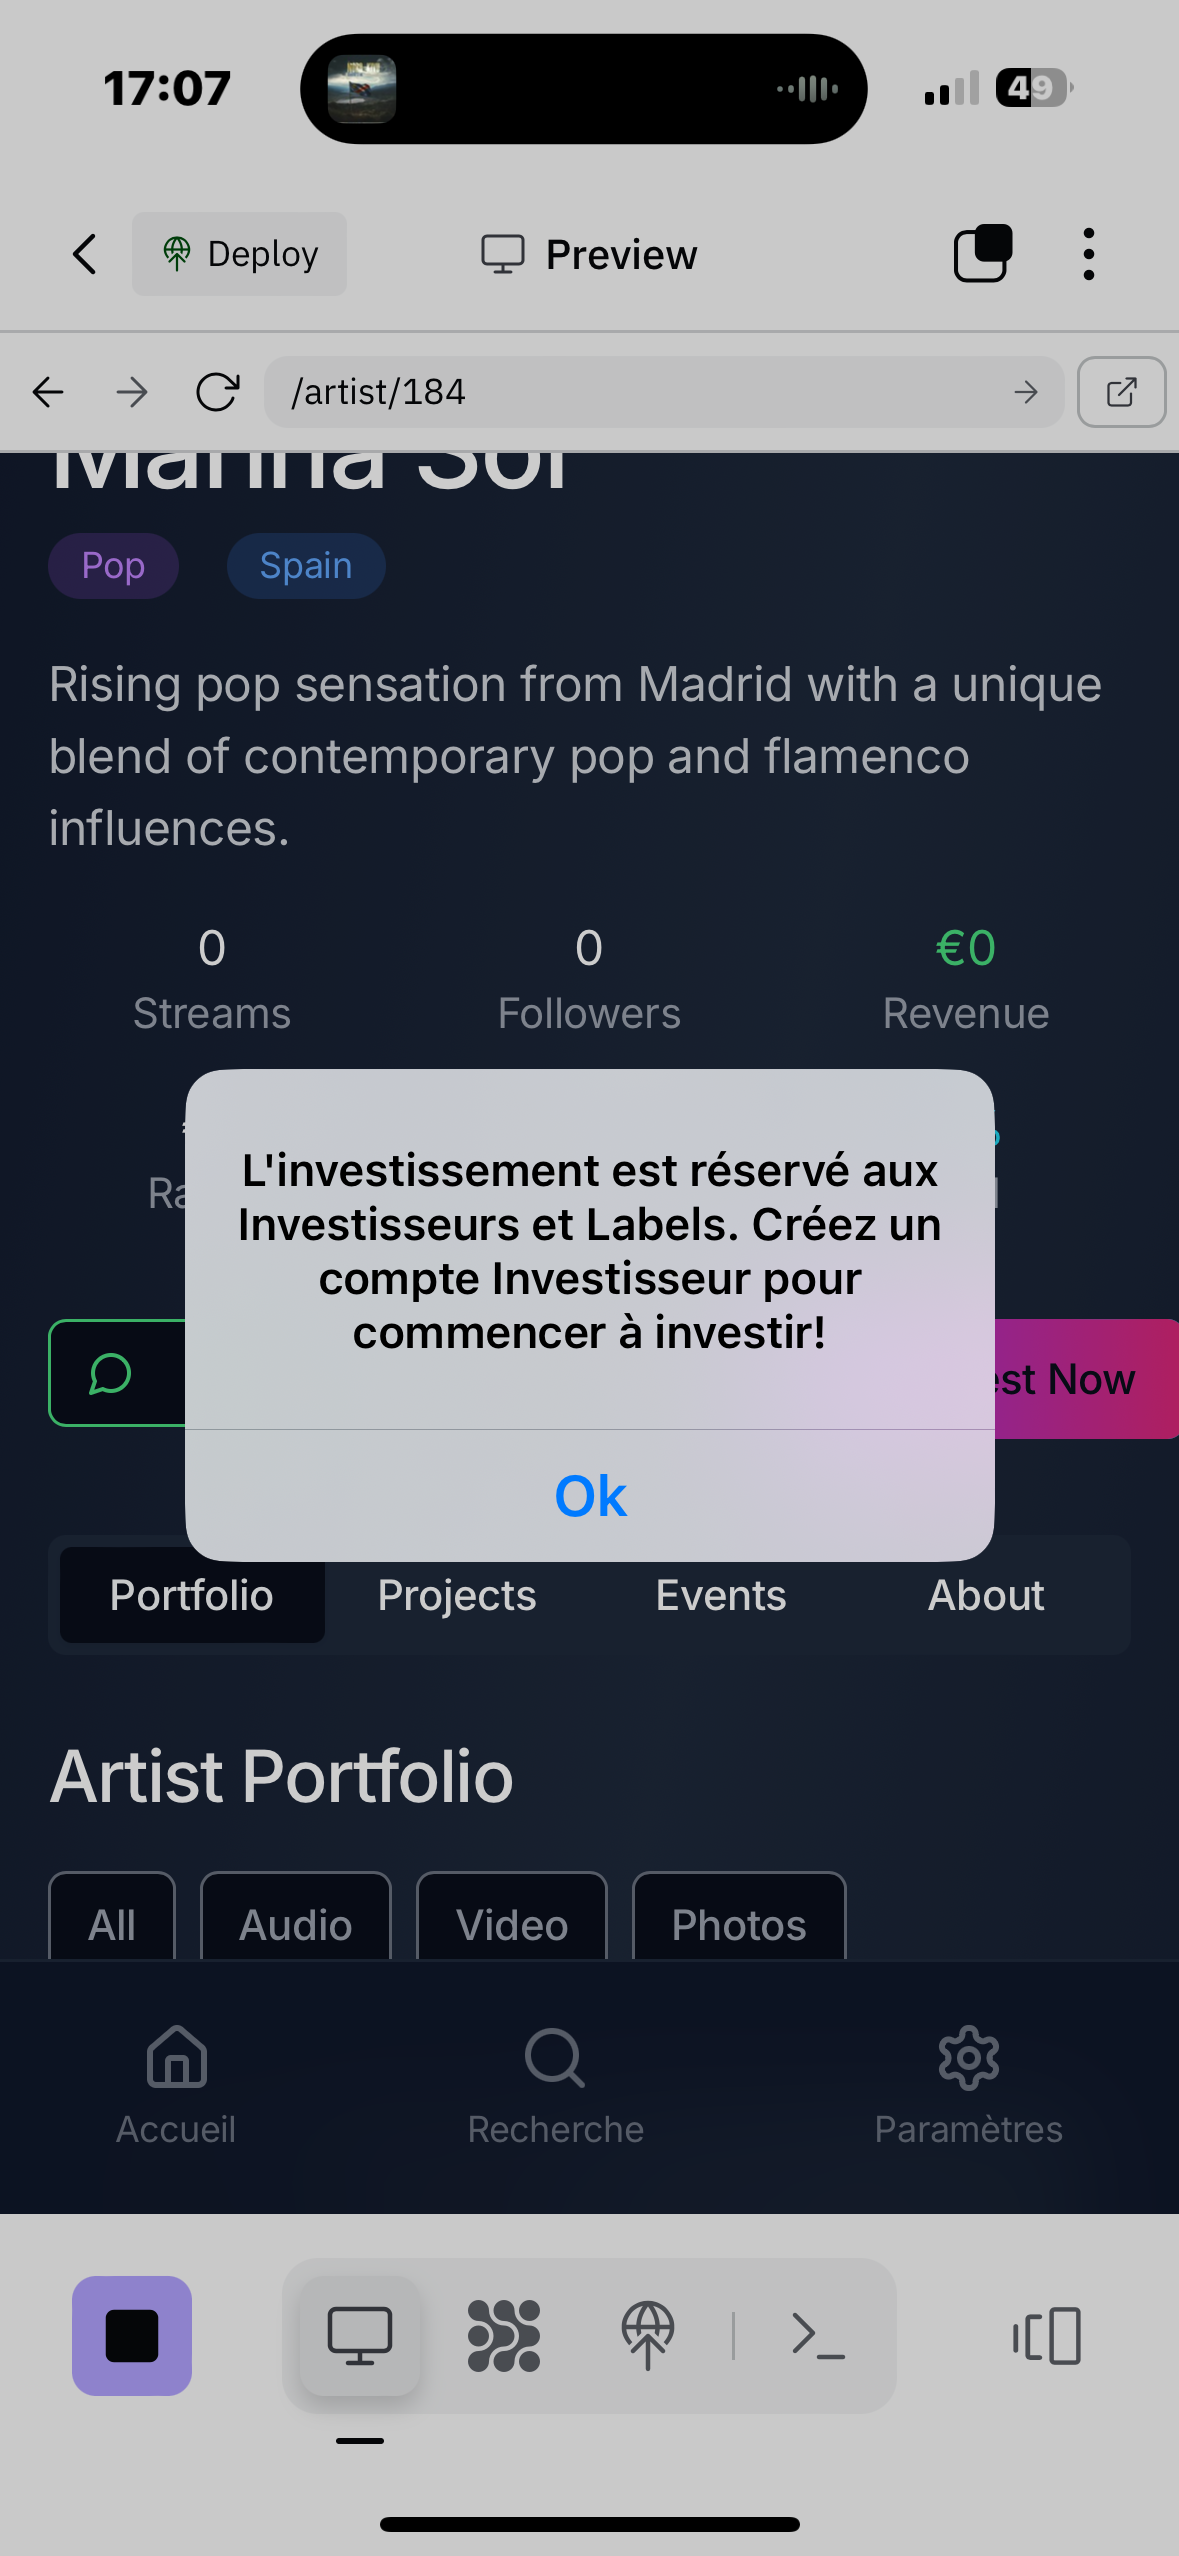 17:07
49
Deploy
Preview
/artist/184
Marina Sol
Pop
Spain
Rising pop sensation from Madrid with a unique
blend of contemporary pop and flamenco
influences.
0
0
€0
Streams
Followers
Revenue
L'investissement est réservé aux
Investisseurs et Labels. Créez un
compte Investisseur pour
commencer à investir!
Ok
Ra
est Now
Portfolio
Projects
Events
About
Artist Portfolio
All
Audio
Video
Photos
Accueil
Recherche
Paramètres